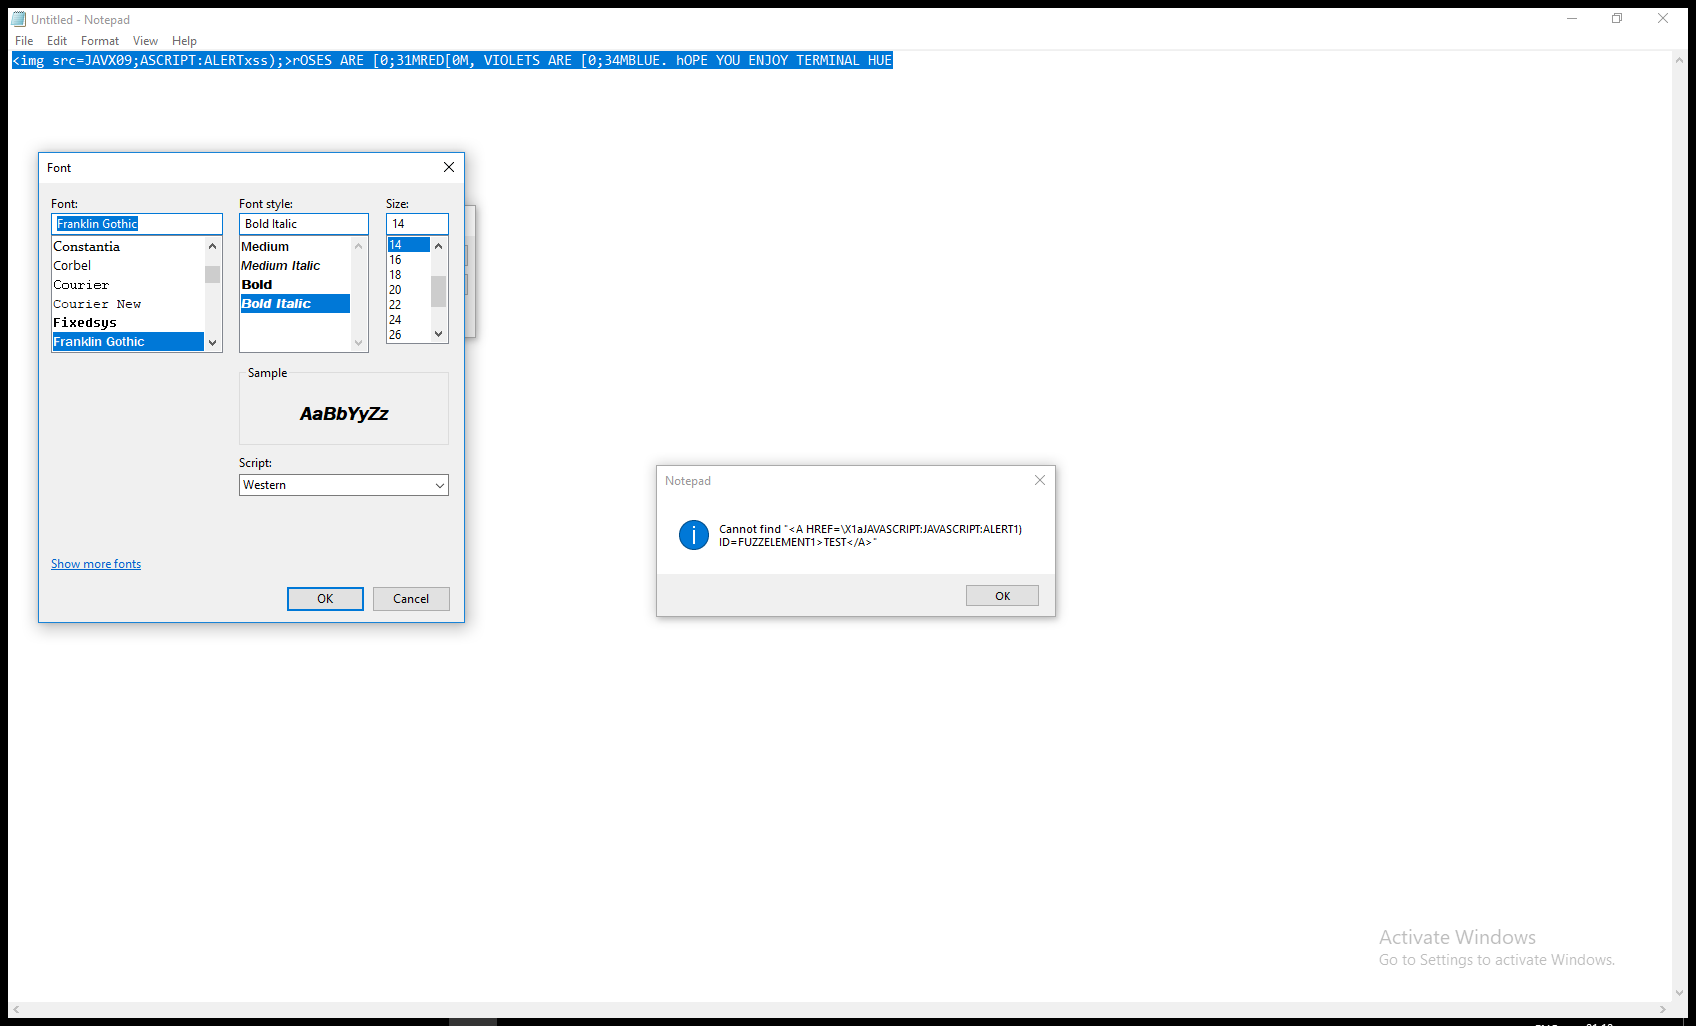 Untitled - Notepad
File Edit Format View Help
<img src=JAVX09;ASCRIPT:ALERTxss);>rOSES ARE [0;31MRED[0M, VIOLETS ARE [0;34MBLUE. hOPE YOU ENJOY TERMINAL HUE
Font
Font: Font style: Size:
Franklin Gothic Bold Italic 14
Constantia Medium 14
Corbel Medium Italic 16
Courier Bold 18
Courier New Bold Italic 20
Fixedsys 22
Franklin Gothic 24
26
Sample
AaBbYyZz
Script:
Western
Show more fonts
OK Cancel
Notepad
Cannot find "<A HREF=\X1aJAVASCRIPT:JAVASCRIPT:ALERT1)
ID=FUZZELEMENT1>TEST</A>"
OK
Activate Windows
Go to Settings to activate Windows.